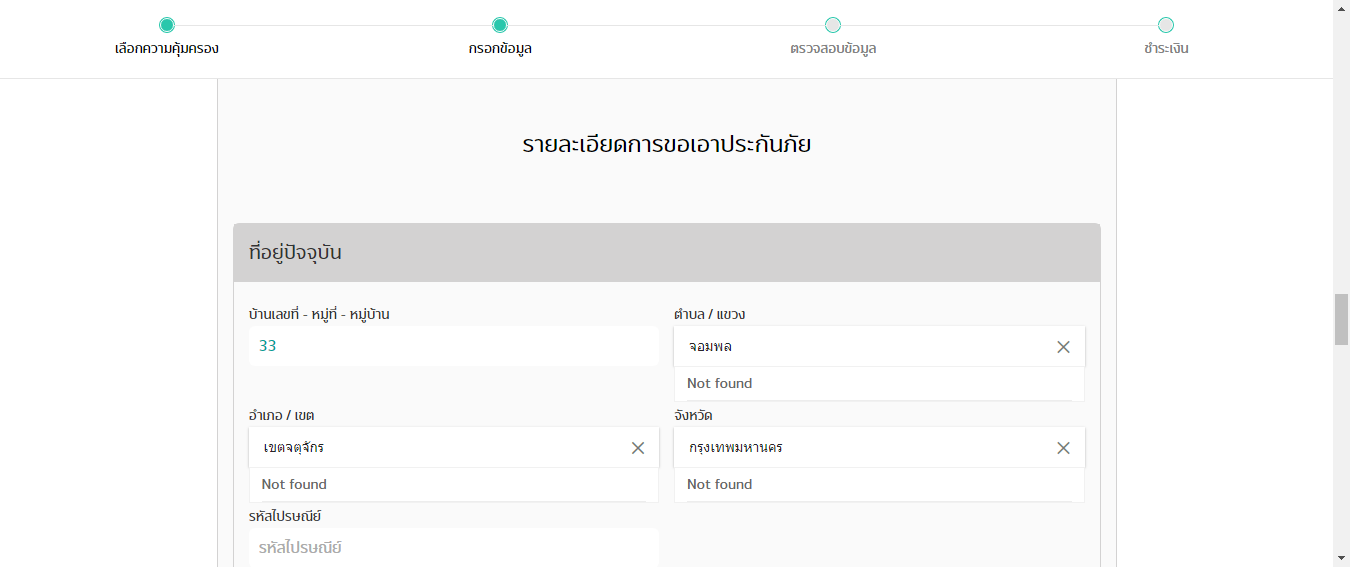 เลือกความคุ้มครอง
กรอกข้อมูล
ตรวจสอบข้อมูล
ชำระเงิน
รายละเอียดการขอเอาประกันภัย
ที่อยู่ปัจจุบัน
บ้านเลขที่ - หมู่ที่ - หมู่บ้าน
33
ตำบล / แขวง
จอมพล
Not found
อำเภอ / เขต
เขตจตุจักร
Not found
จังหวัด
กรุงเทพมหานคร
Not found
รหัสไปรษณีย์
รหัสไปรษณีย์